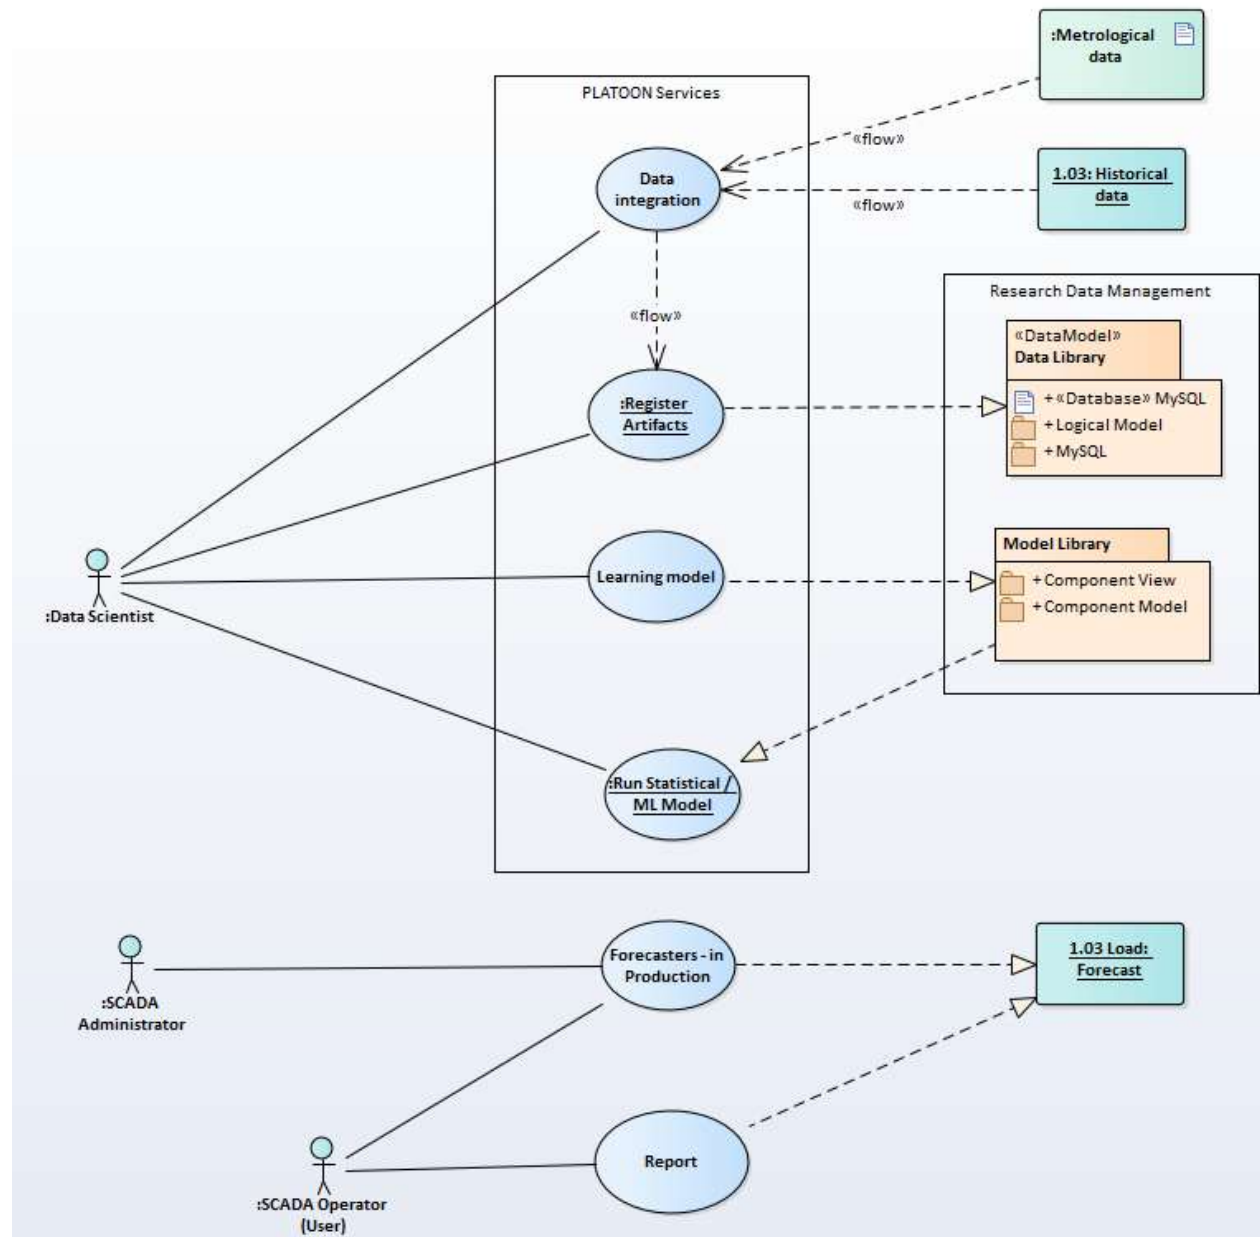 :Metrological
data
PLATOON Services
«flow»
Data
integration
1.03: Historical
data
«flow»
Research Data Management
«flow»
«DataModel»
Data Library
:Register
Artifacts
+ «Database» MySQL
+ Logical Model
+ MySQL
Model Library
Learning model
+ Component View
+ Component Model
:Data Scientist
:Run Statistical /
ML Model
Forecasters - in
Production
1.03 Load:
Forecast
:SCADA
Administrator
Report
:SCADA Operator
(User)